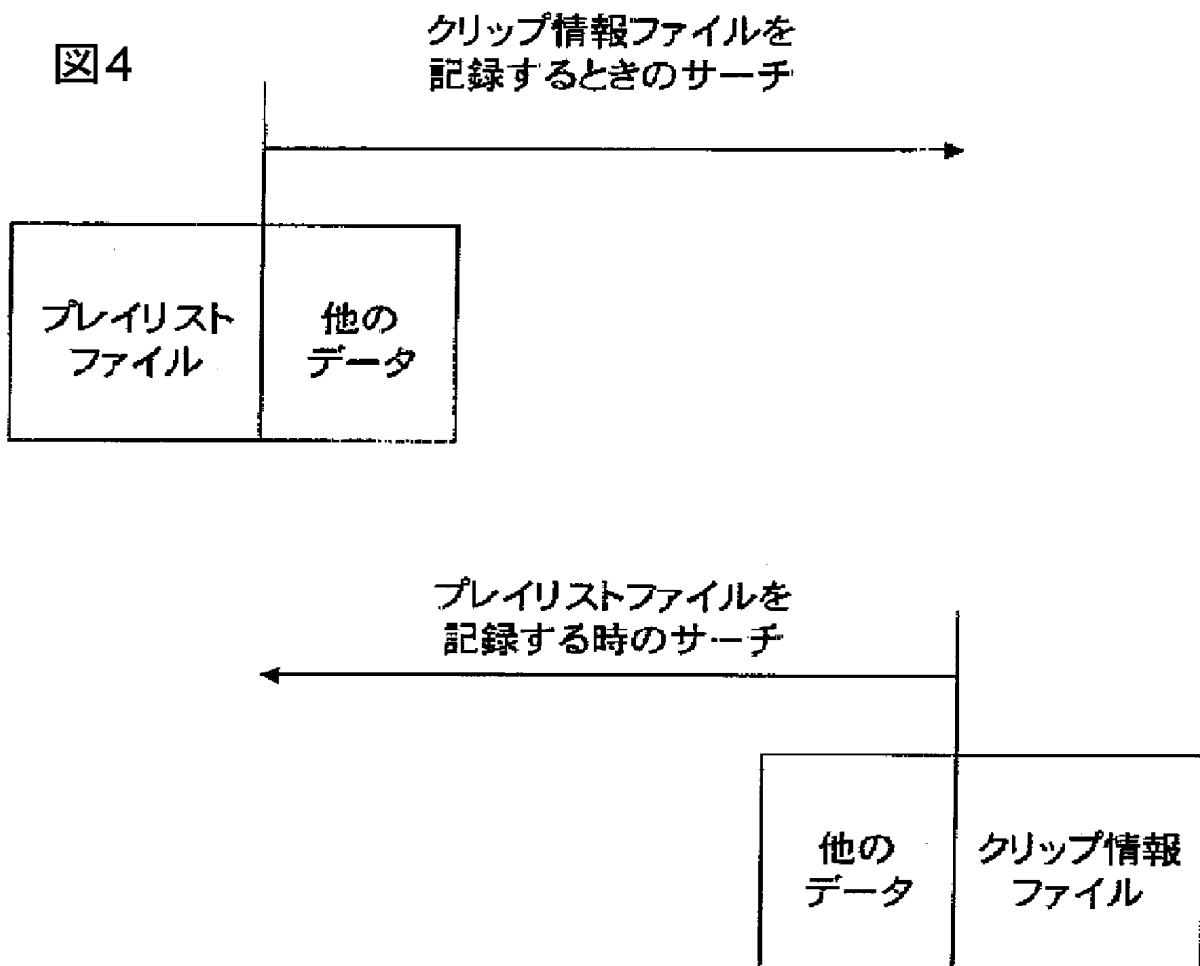 図4
クリップ情報ファイルを
記録するときのサーチ
プレイリスト
ファイル
他の
データ
プレイリストファイルを
記録する時のサーチ
他の
データ
クリップ情報
ファイル